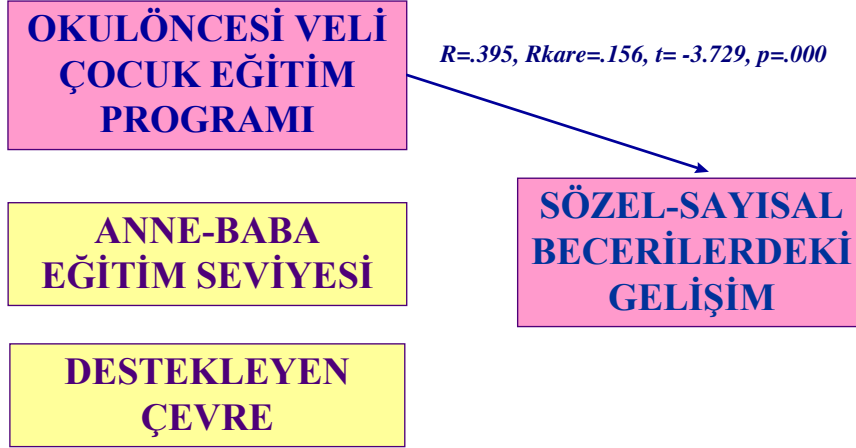 OKULÖNCESİ VELİ
ÇOCUK EĞİTİM
PROGRAMI
R=.395, Rkare=.156, t= -3.729, p=.000
SÖZEL-SAYISAL
BECERİLERDEKİ
GELİŞİM
ANNE-BABA
EĞİTİM SEVİYESİ
DESTEKLEYEN
ÇEVRE